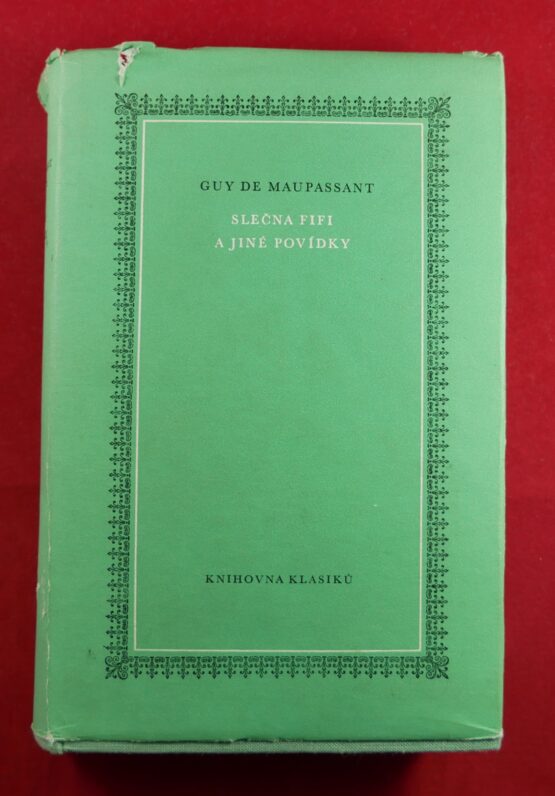 GUY DE MAUPASSANT
SLEČNA FIFI
A JINÉ POVÍDKY
KNIHOVNA KLASIKŮ